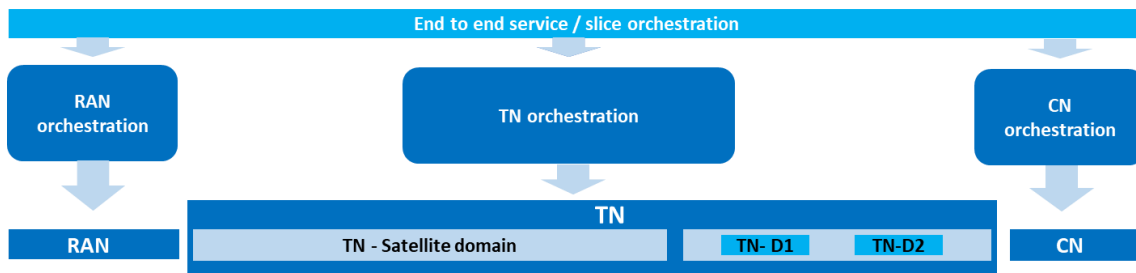 End to end service / slice orchestration
RAN
orchestration
TN orchestration
CN
orchestration
TN
RAN
TN - Satellite domain
TN- D1
TN-D2
CN